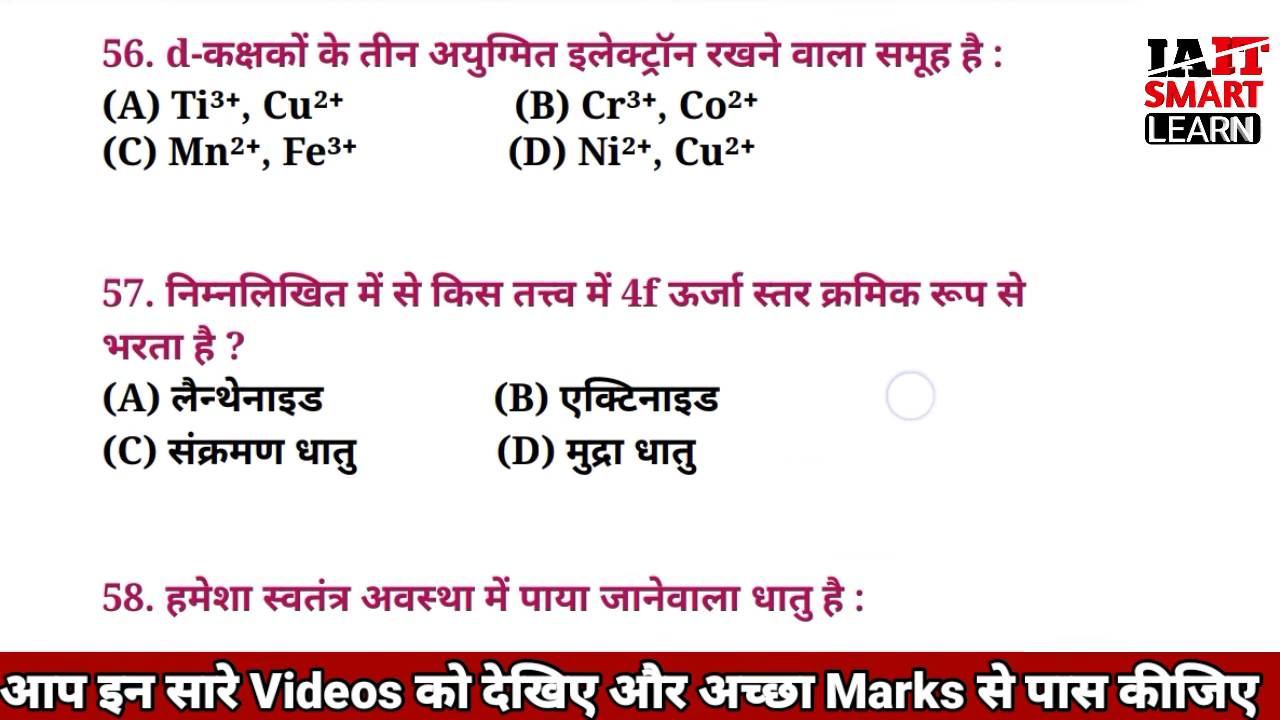 56. d-कक्षकों के तीन अयुग्मित इलेक्ट्रॉन रखने वाला समूह है :
(A) Ti³⁺, Cu²⁺ (B) Cr³⁺, Co²⁺
(C) Mn²⁺, Fe³⁺ (D) Ni²⁺, Cu²⁺
IAIT
SMART
LEARN
57. निम्नलिखित में से किस तत्त्व में 4f ऊर्जा स्तर क्रमिक रूप से
भरता है ?
(A) लैन्थेनाइड (B) एक्टिनाइड
(C) संक्रमण धातु (D) मुद्रा धातु
58. हमेशा स्वतंत्र अवस्था में पाया जानेवाला धातु है :
आप इन सारे Videos को देखिए और अच्छा Marks से पास कीजिए